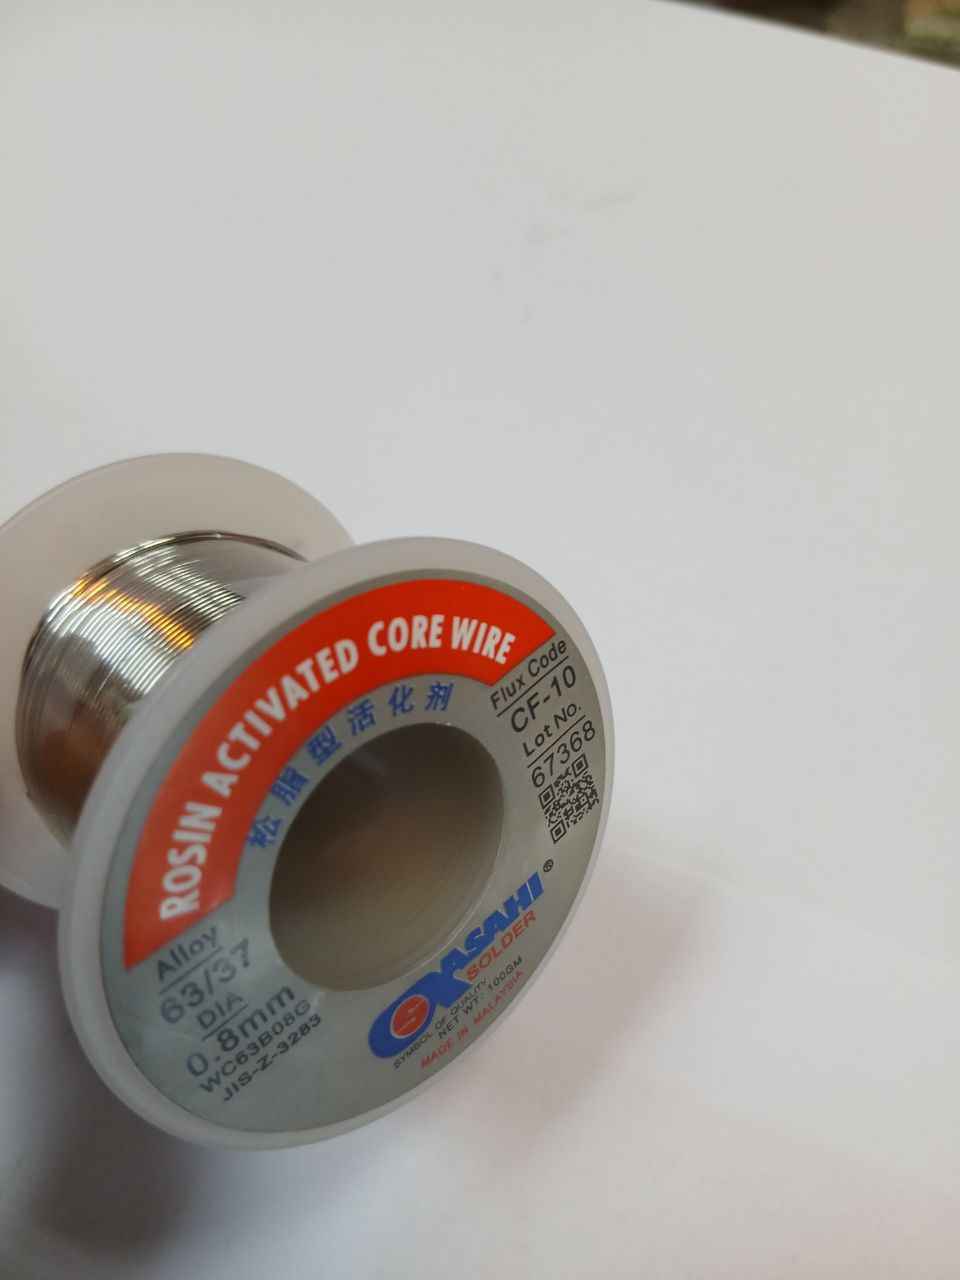 ROSIN ACTIVATED CORE WIRE
松脂型活化剂
Flux Code
CF-10
Lot No.
67368
Alloy
63/37
DIA
0.8mm
WC63B08G
JIS-Z-3283
ASAHI®
SOLDER
SYMBOL OF QUALITY
NET WT: 100GM
MADE IN MALAYSIA